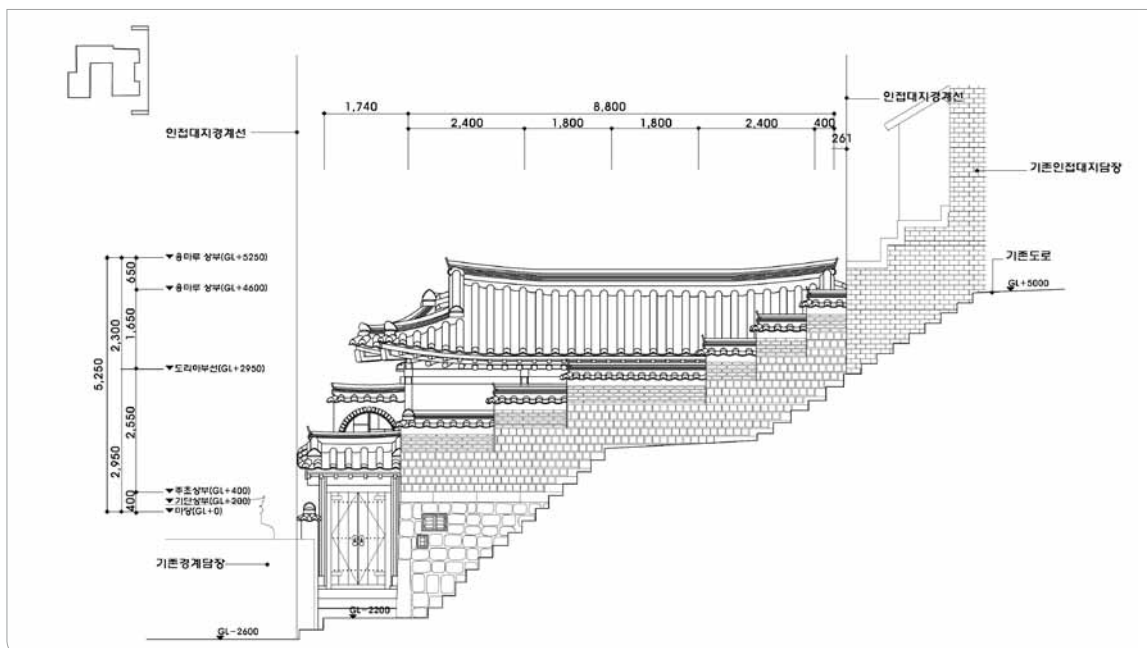 1,740
8,800
2,400
1,800
1,800
2,400
400
261
인접대지경계선
인접대지경계선
기존인접대지담장
기존도로
GL+5000
용마루 상부(GL+5250)
용마루 상부(GL+4600)
도리하부선(GL+2950)
주초상부(GL+400)
기단상부(GL+200)
마당(GL+0)
650
1,650
2,300
5,250
2,550
2,950
400
기존경계담장
GL-2200
GL-2600